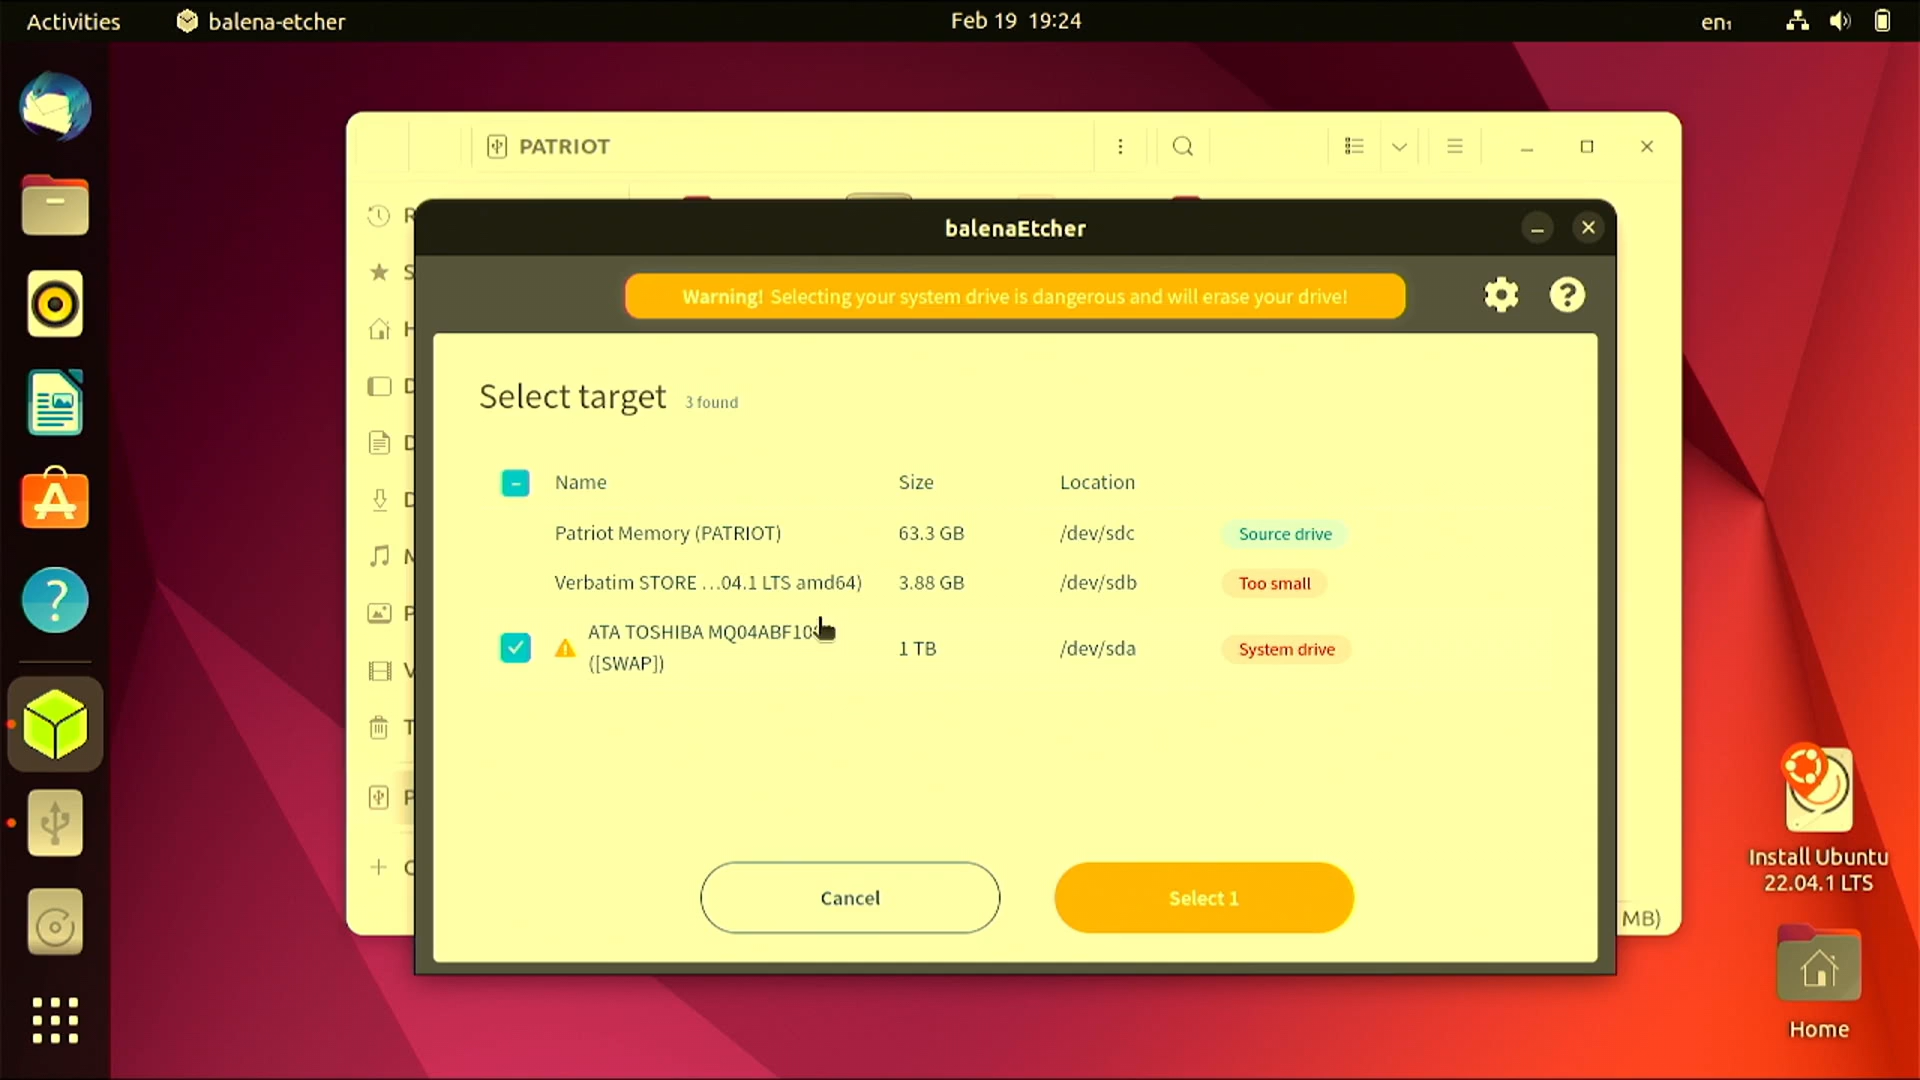 Activities
balena-etcher
Feb 19 19:24
en₁
PATRIOT
balenaEtcher
Warning! Selecting your system drive is dangerous and will erase your drive!
Select target 3 found
Name Size Location
Patriot Memory (PATRIOT) 63.3 GB /dev/sdc Source drive
Verbatim STORE ...04.1 LTS amd64) 3.88 GB /dev/sdb Too small
ATA TOSHIBA
([SWAP])
1 TB /dev/sda System drive
Cancel
Select 1
MB)
Install Ubuntu
22.04.1 LTS
Home